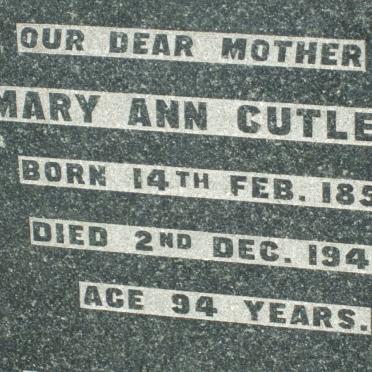 OUR DEAR MOTHER
MARY ANN CUTLE
BORN 14TH FEB. 185
DIED 2ND DEC. 194
AGE 94 YEARS.